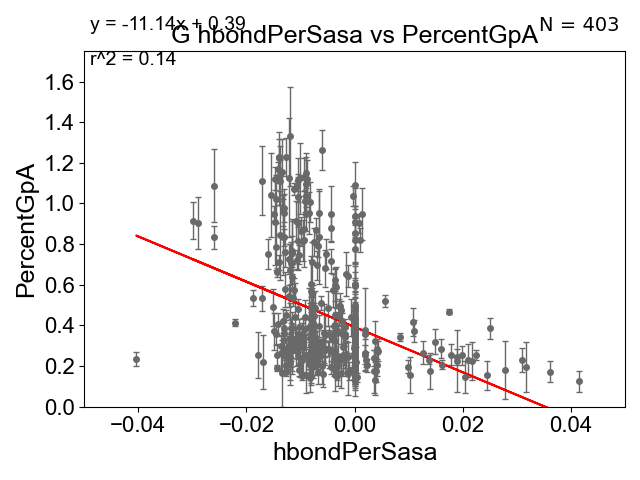 y = -11.14x + 0.39
G hbondPerSasa vs PercentGpA
N = 403
r^2 = 0.14
PercentGpA
1.6
1.4
1.2
1.0
0.8
0.6
0.4
0.2
0.0
−0.04 −0.02 0.00 0.02 0.04
hbondPerSasa